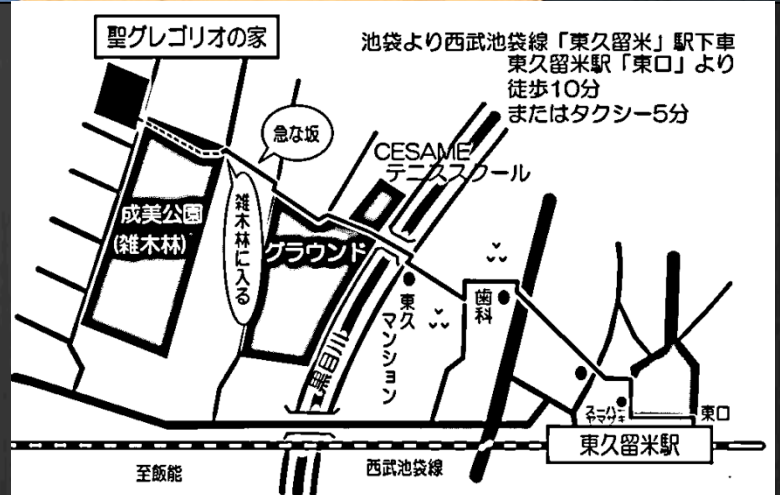 聖グレゴリオの家
池袋より西武池袋線「東久留米」駅下車
東久留米駅「東口」より
徒歩10分
またはタクシー5分
急な坂
CESAME
テニススクール
成美公園
(雑木林)
雑木林に入る
グラウンド
黒目川
東久
マンション
歯科
スーパー
ヤマザキ
東口
東久留米駅
至飯能
西武池袋線